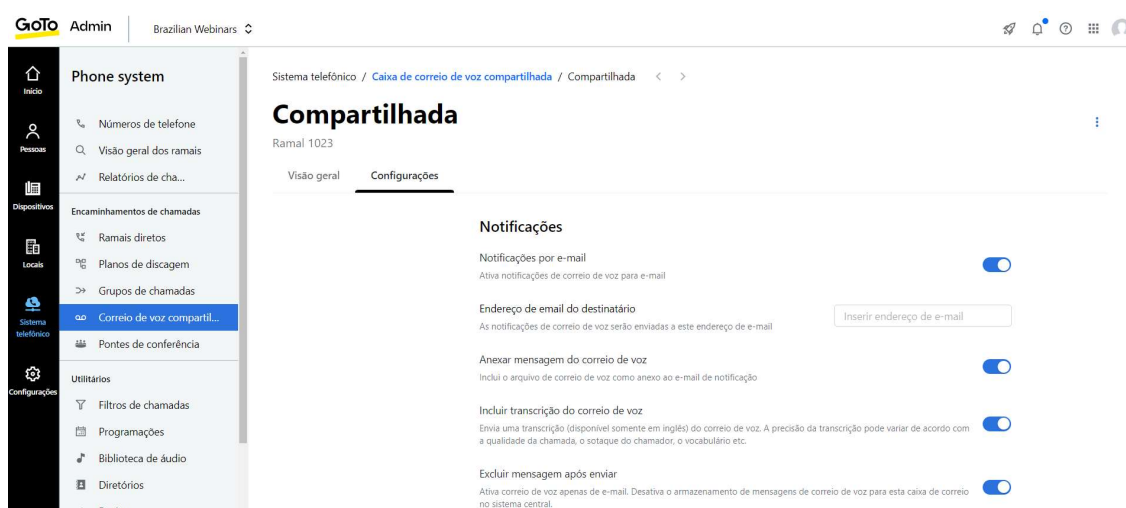 GoTo Admin Brazilian Webinars
Início
Pessoas
Dispositivos
Locais
Sistema telefônico
Configurações
Phone system
Números de telefone
Visão geral dos ramais
Relatórios de cha...
Encaminhamentos de chamadas
Ramais diretos
Planos de discagem
Grupos de chamadas
Correio de voz compartil...
Pontes de conferência
Utilitários
Filtros de chamadas
Programações
Biblioteca de áudio
Diretórios
Sistema telefônico / Caixa de correio de voz compartilhada / Compartilhada < >
Compartilhada
Ramal 1023
Visão geral Configurações
Notificações
Notificações por e-mail
Ativa notificações de correio de voz para e-mail
Endereço de email do destinatário
As notificações de correio de voz serão enviadas a este endereço de e-mail
Inserir endereço de e-mail
Anexar mensagem do correio de voz
Inclui o arquivo de correio de voz como anexo ao e-mail de notificação
Incluir transcrição do correio de voz
Envia uma transcrição (disponível somente em inglês) do correio de voz. A precisão da transcrição pode variar de acordo com
a qualidade da chamada, o sotaque do chamador, o vocabulário etc.
Excluir mensagem após enviar
Ativa correio de voz apenas de e-mail. Desativa o armazenamento de mensagens de correio de voz para esta caixa de correio
no sistema central.